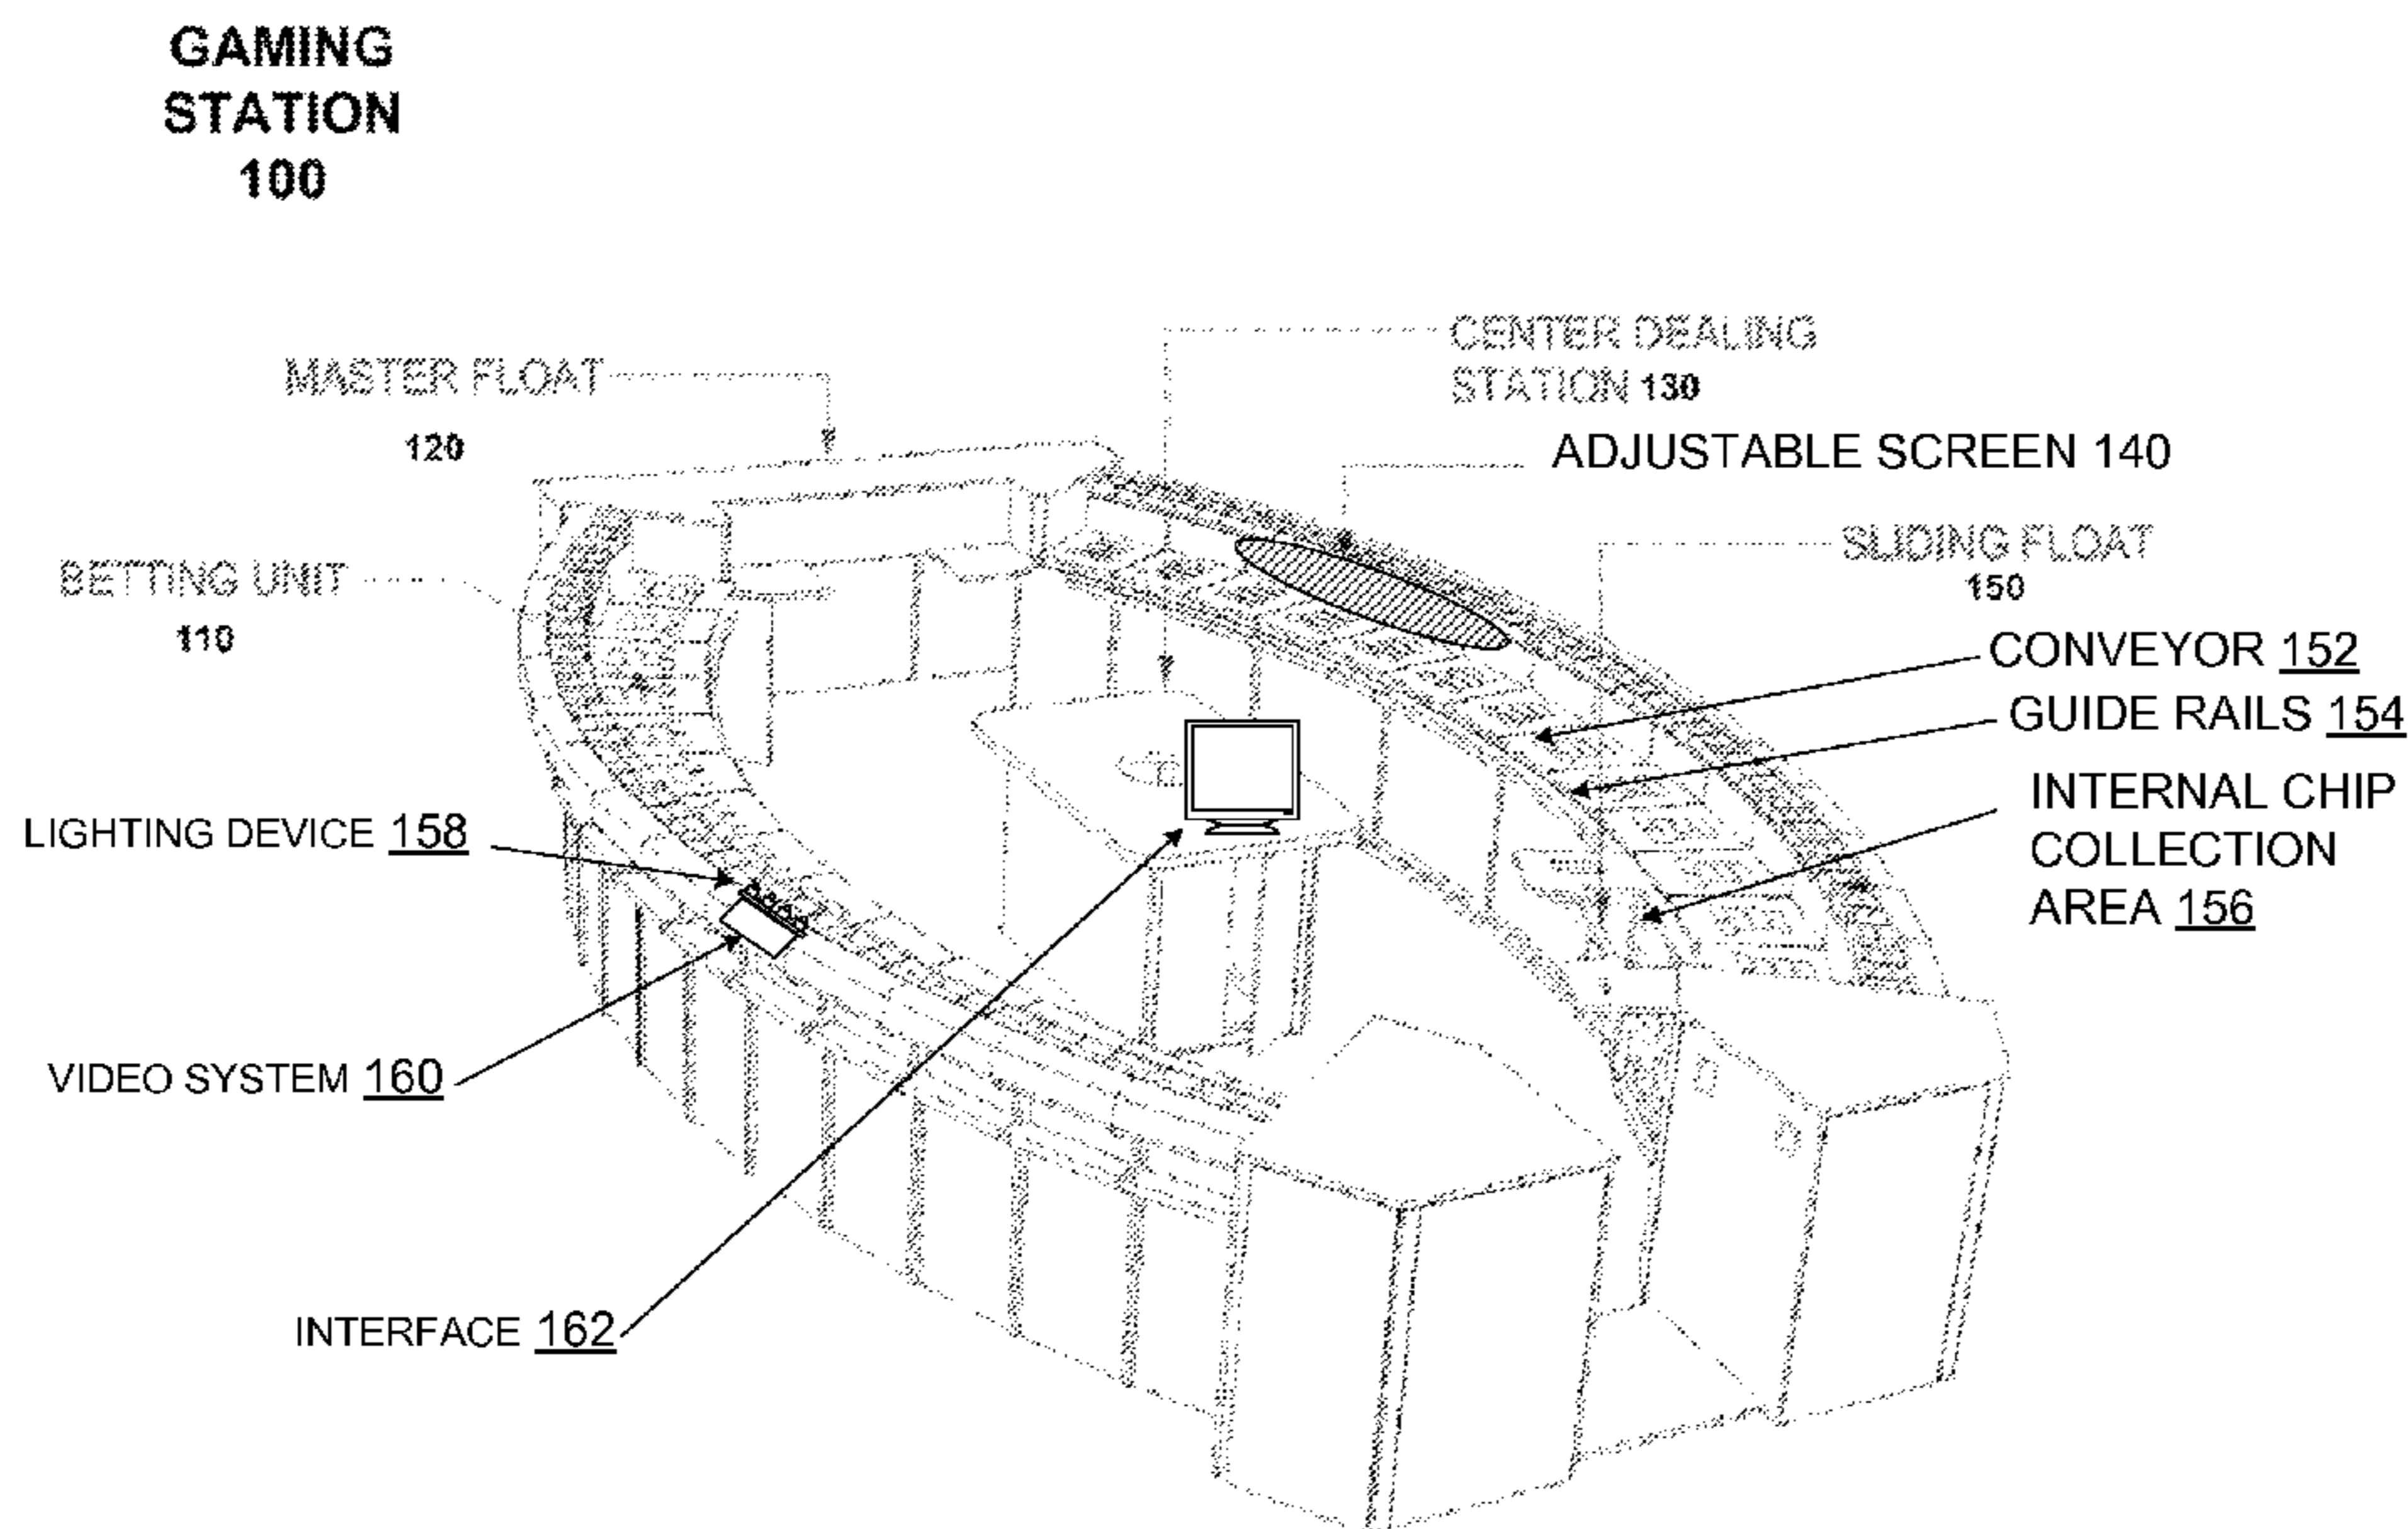 GAMING
STATION
100
MASTER FLOAT
120
CENTER DEALING
STATION 130
ADJUSTABLE SCREEN 140
BETTING UNIT
110
SLIDING FLOAT
150
CONVEYOR 152
GUIDE RAILS 154
INTERNAL CHIP
COLLECTION
AREA 156
LIGHTING DEVICE 158
VIDEO SYSTEM 160
INTERFACE 162